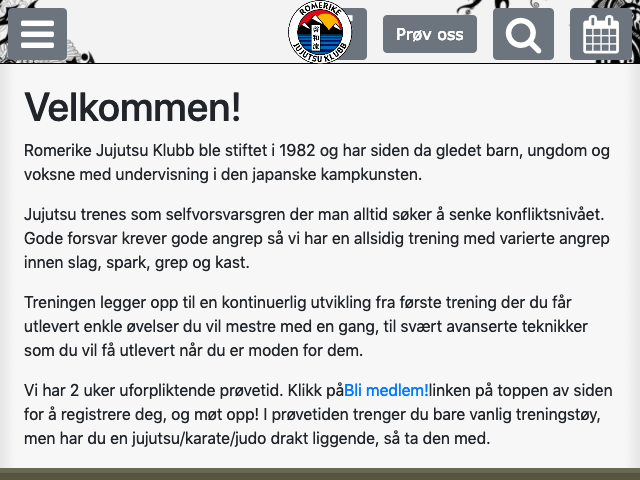 ROMERIKE
JUJUTSU KLUBB
Prøv oss
Velkommen!
Romerike Jujutsu Klubb ble stiftet i 1982 og har siden da gledet barn, ungdom og
voksne med undervisning i den japanske kampkunsten.
Jujutsu trenes som selfvorsvarsgren der man alltid søker å senke konfliktsnivået.
Gode forsvar krever gode angrep så vi har en allsidig trening med varierte angrep
innen slag, spark, grep og kast.
Treningen legger opp til en kontinuerlig utvikling fra første trening der du får
utlevert enkle øvelser du vil mestre med en gang, til svært avanserte teknikker
som du vil få utlevert når du er moden for dem.
Vi har 2 uker uforpliktende prøvetid. Klikk påBli medlem!linken på toppen av siden
for å registrere deg, og møt opp! I prøvetiden trenger du bare vanlig treningstøy,
men har du en jujutsu/karate/judo drakt liggende, så ta den med.